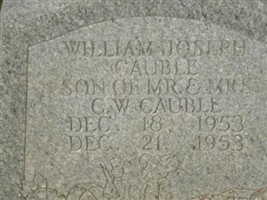 WILLIAM JOSEPH
CAUBLE
SON OF MR. & MRS.
C. W. CAUBLE
DEC. 18, 1953
DEC. 21, 1953